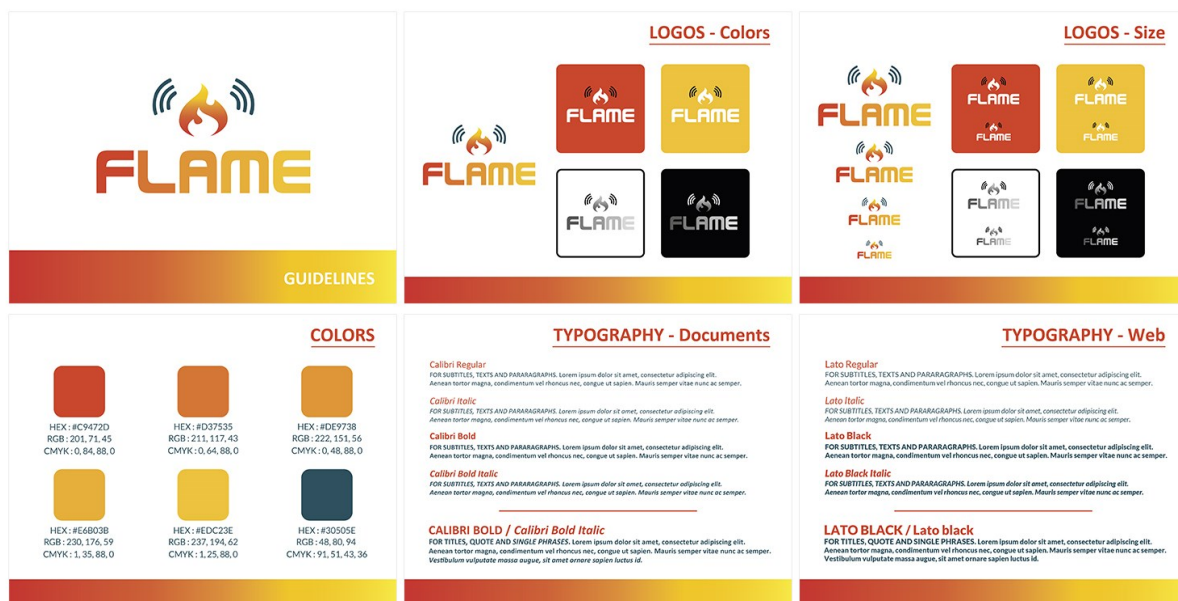 FLAME
GUIDELINES
LOGOS - Colors
FLAME
FLAME
FLAME
FLAME
FLAME
LOGOS - Size
FLAME
FLAME
FLAME
FLAME
FLAME
FLAME
FLAME
FLAME
FLAME
FLAME
FLAME
FLAME
COLORS
HEX : #C9472D
RGB : 201, 71, 45
CMYK : 0, 84, 88, 0
HEX : #D37535
RGB : 211, 117, 43
CMYK : 0, 64, 88, 0
HEX : #DE9738
RGB : 222, 151, 56
CMYK : 0, 48, 88, 0
HEX : #E6B03B
RGB : 230, 176, 59
CMYK : 1, 35, 88, 0
HEX : #EDC23E
RGB : 237, 194, 62
CMYK : 1, 25, 88, 0
HEX : #30505E
RGB : 48, 80, 94
CMYK : 91, 51, 43, 36
TYPOGRAPHY - Documents
Calibri Regular
FOR SUBTITLES, TEXTS AND PARARAGRAPHS. Lorem ipsum dolor sit amet, consectetur adipiscing elit.
Aenean tortor magna, condimentum vel rhoncus nec, congue ut sapien. Mauris semper vitae nunc ac semper.
Calibri Italic
FOR SUBTITLES, TEXTS AND PARARAGRAPHS. Lorem ipsum dolor sit amet, consectetur adipiscing elit.
Aenean tortor magna, condimentum vel rhoncus nec, congue ut sapien. Mauris semper vitae nunc ac semper.
Calibri Bold
FOR SUBTITLES, TEXTS AND PARARAGRAPHS. Lorem ipsum dolor sit amet, consectetur adipiscing elit.
Aenean tortor magna, condimentum vel rhoncus nec, congue ut sapien. Mauris semper vitae nunc ac semper.
Calibri Bold Italic
FOR SUBTITLES, TEXTS AND PARARAGRAPHS. Lorem ipsum dolor sit amet, consectetur adipiscing elit.
Aenean tortor magna, condimentum vel rhoncus nec, congue ut sapien. Mauris semper vitae nunc ac semper.
CALIBRI BOLD / Calibri Bold Italic
FOR TITLES, QUOTE AND SINGLE PHRASES. Lorem ipsum dolor sit amet, consectetur adipiscing elit.
Aenean tortor magna, condimentum vel rhoncus nec, congue ut sapien. Mauris semper vitae nunc ac semper.
Vestibulum vulputate massa augue, sit amet ornare sapien luctus id.
TYPOGRAPHY - Web
Lato Regular
FOR SUBTITLES, TEXTS AND PARARAGRAPHS. Lorem ipsum dolor sit amet, consectetur adipiscing elit.
Aenean tortor magna, condimentum vel rhoncus nec, congue ut sapien. Mauris semper vitae nunc ac semper.
Lato Italic
FOR SUBTITLES, TEXTS AND PARARAGRAPHS. Lorem ipsum dolor sit amet, consectetur adipiscing elit.
Aenean tortor magna, condimentum vel rhoncus nec, congue ut sapien. Mauris semper vitae nunc ac semper.
Lato Black
FOR SUBTITLES, TEXTS AND PARARAGRAPHS. Lorem ipsum dolor sit amet, consectetur adipiscing elit.
Aenean tortor magna, condimentum vel rhoncus nec, congue ut sapien. Mauris semper vitae nunc ac semper.
Lato Black Italic
FOR SUBTITLES, TEXTS AND PARARAGRAPHS. Lorem ipsum dolor sit amet, consectetur adipiscing elit.
Aenean tortor magna, condimentum vel rhoncus nec, congue ut sapien. Mauris semper vitae nunc ac semper.
LATO BLACK / Lato black
FOR TITLES, QUOTE AND SINGLE PHRASES. Lorem ipsum dolor sit amet, consectetur adipiscing elit.
Aenean tortor magna, condimentum vel rhoncus nec, congue ut sapien. Mauris semper vitae nunc ac semper.
Vestibulum vulputate massa augue, sit amet ornare sapien luctus id.